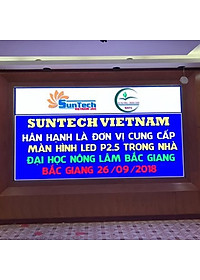 SunTech
SUNTECH VIETNAM
HÂN HẠNH LÀ ĐƠN VỊ CUNG CẤP
MÀN HÌNH LED P2.5 TRONG NHÀ
ĐẠI HỌC NÔNG LÂM BẮC GIANG
BẮC GIANG 26/09/2018